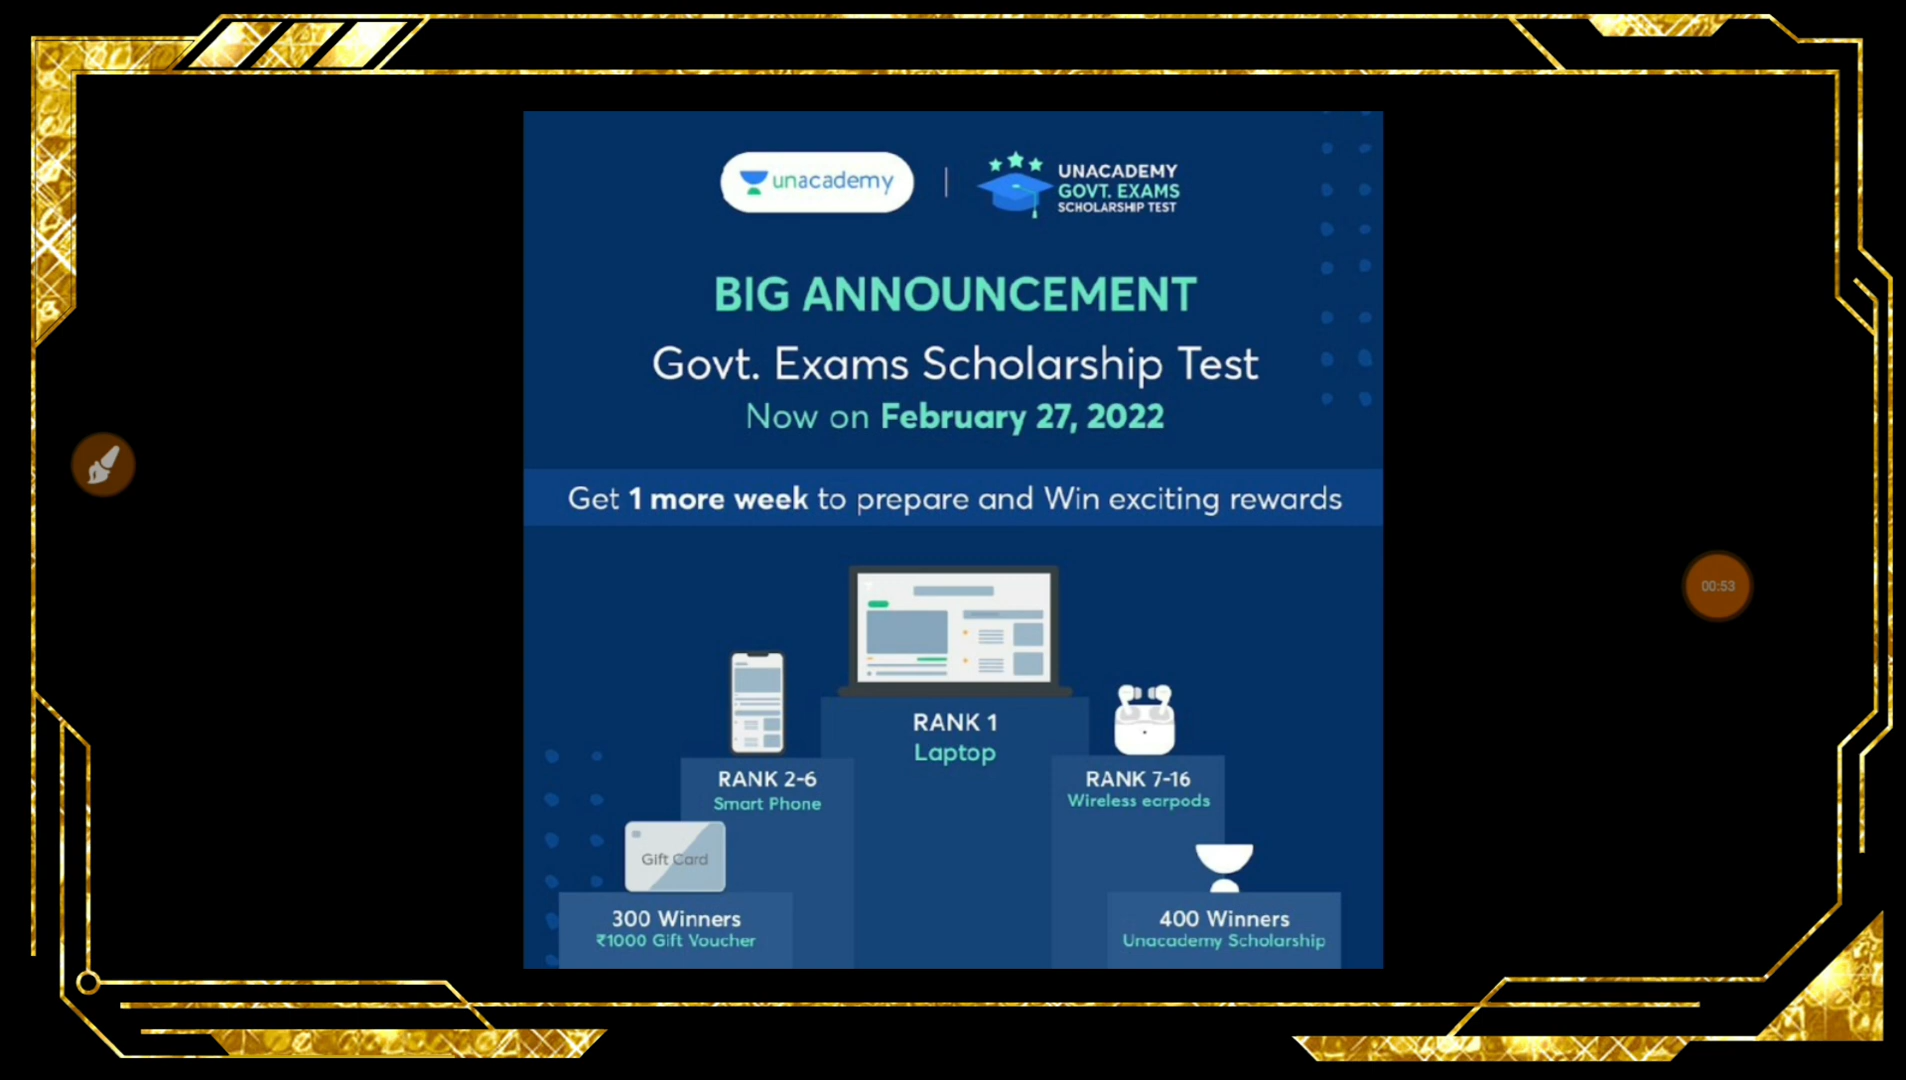 unacademy
UNACADEMY
GOVT. EXAMS
SCHOLARSHIP TEST
BIG ANNOUNCEMENT
Govt. Exams Scholarship Test
Now on February 27, 2022
Get 1 more week to prepare and Win exciting rewards
00:53
RANK 1
Laptop
RANK 2-6
Smart Phone
RANK 7-16
Wireless earpods
Gift Card
300 Winners
₹1000 Gift Voucher
400 Winners
Unacademy Scholarship